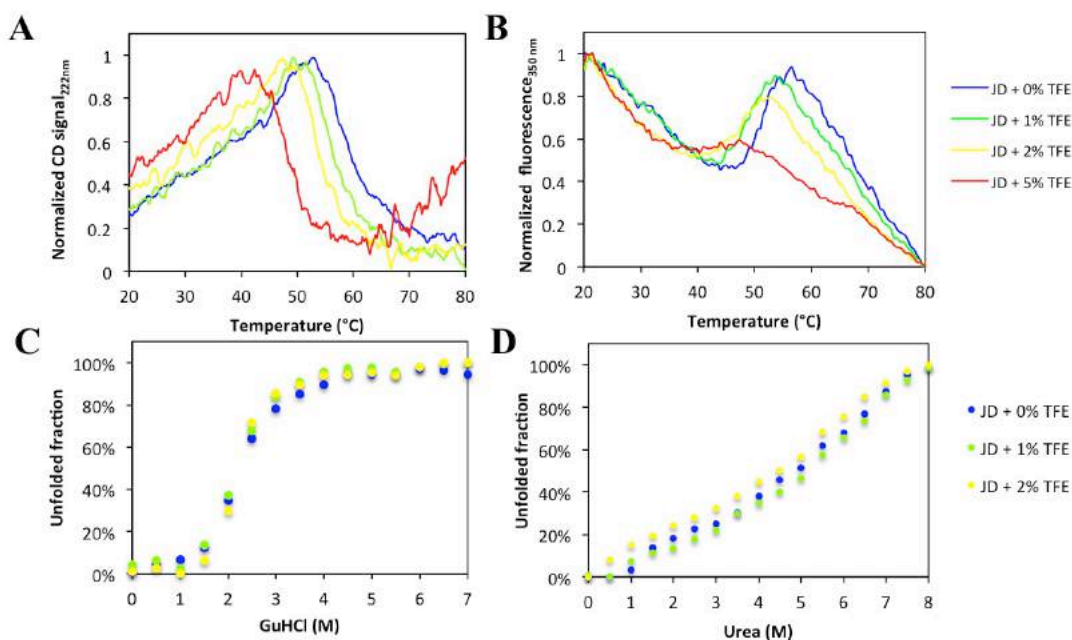 A
Normalized CD signal222nm
1
0.8
0.6
0.4
0.2
0
20 30 40 50 60 70 80
Temperature (°C)
B
Normalized fluorescence350 nm
1
0.8
0.6
0.4
0.2
0
20 30 40 50 60 70 80
Temperature (°C)
JD + 0% TFE
JD + 1% TFE
JD + 2% TFE
JD + 5% TFE
C
Unfolded fraction
100%
80%
60%
40%
20%
0%
0 1 2 3 4 5 6 7
GuHCl (M)
D
Unfolded fraction
100%
80%
60%
40%
20%
0%
0 1 2 3 4 5 6 7 8
Urea (M)
JD + 0% TFE
JD + 1% TFE
JD + 2% TFE